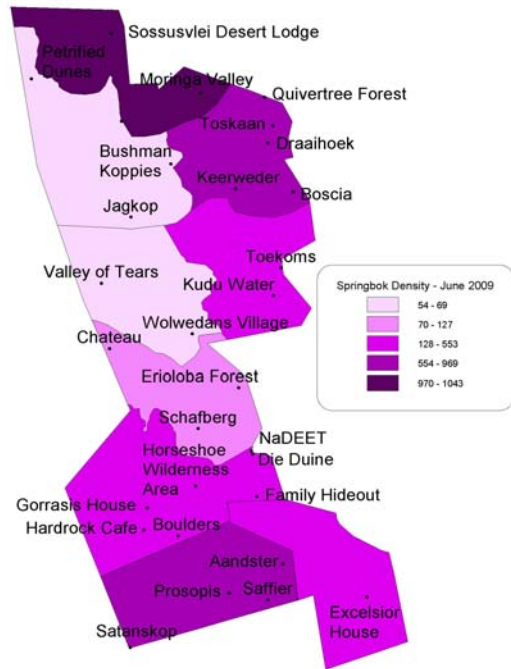 Sossusvlei Desert Lodge
Petrified
Dunes
Moringa Valley
Quivertree Forest
Toskaan
Draaihoek
Bushman
Koppies
Keerweder
Boscia
Jagkop
Toekoms
Valley of Tears
Kudu Water
Springbok Density - June 2009
54 - 69
70 - 127
128 - 553
554 - 969
970 - 1043
Wolwedans Village
Chateau
Erioloba Forest
Schafberg
NaDEET
Horseshoe
Wilderness
Area
Die Duine
Family Hideout
Gorrasis House
Hardrock Cafe
Boulders
Aandster
Prosopis
Saffier
Excelsior
House
Satanskop